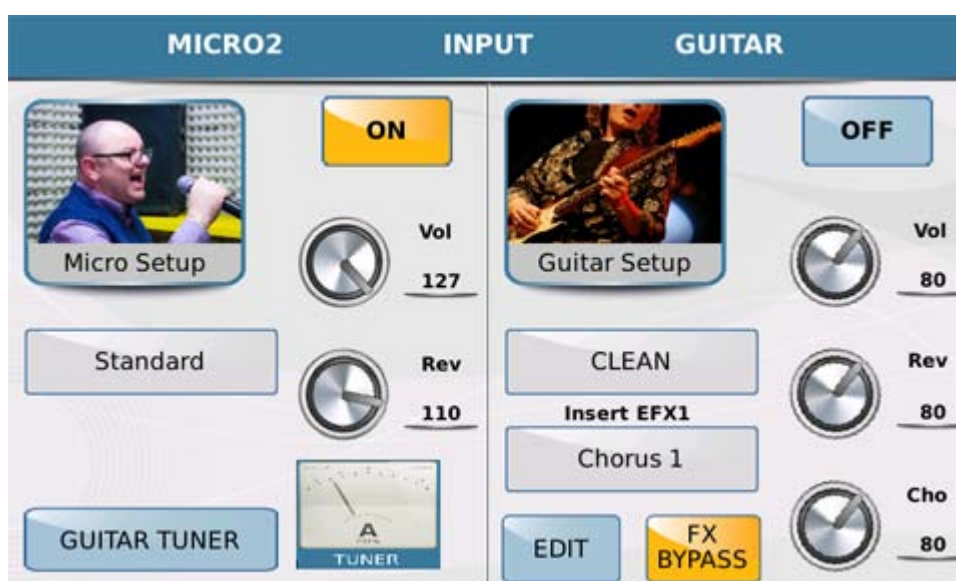 MICRO2 INPUT GUITAR
ON
Vol
127
Micro Setup
Standard
Rev
110
GUITAR TUNER
A
TUNER
OFF
Vol
80
Guitar Setup
CLEAN
Rev
80
Insert EFX1
Chorus 1
Cho
80
EDIT
FX
BYPASS